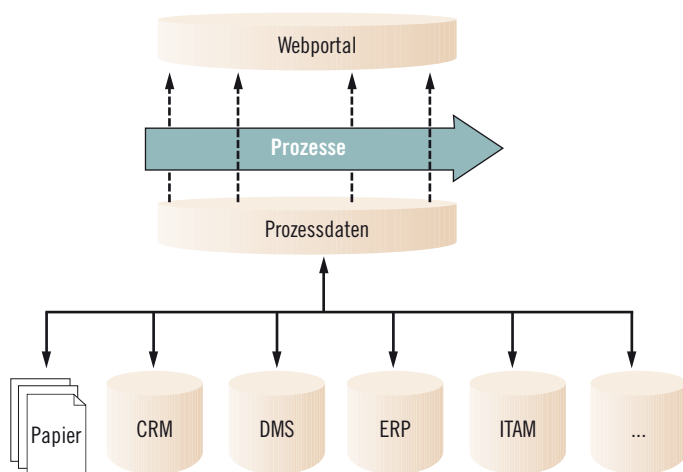 Webportal
Prozesse
Prozessdaten
Papier
CRM
DMS
ERP
ITAM
...